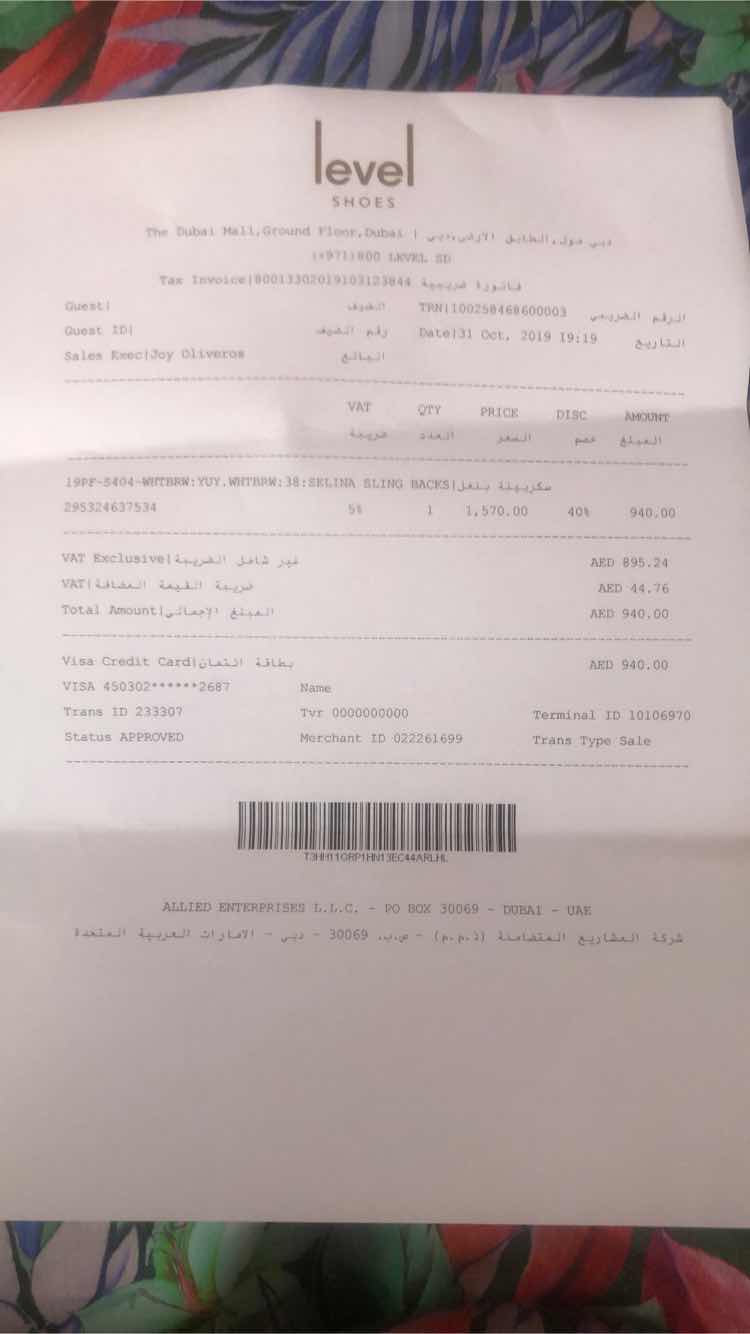 level
SHOES
The Dubai Mall,Ground Floor,Dubai | دبي مول,الطابق الارضي,دبي
(+971)800 LEVEL SD
Tax Invoice|80013302019103123844 فاتورة ضريبية
Guest| الضيف TRN|100258468600003 الرقم الضريبي
Guest ID| رقم الضيف Date|31 Oct, 2019 19:19 التاريخ
Sales Exec|Joy Oliveros البائع
VAT QTY PRICE DISC AMOUNT
ضريبة العدد السعر خصم المبلغ
19PF-S404-WHTBRW:YUY.WHTBRW:38:SELINA SLING BACKS|سكربينة بنعل
295324637534 5% 1 1,570.00 40% 940.00
VAT Exclusive|غير شامل الضريبة AED 895.24
VAT|ضريبة القيمة المضافة AED 44.76
Total Amount|المبلغ الإجمالي AED 940.00
Visa Credit Card|بطاقة ائتمان AED 940.00
VISA 450302******2687 Name
Trans ID 233307 Tvr 0000000000 Terminal ID 10106970
Status APPROVED Merchant ID 022261699 Trans Type Sale
T3HH11GRP1HN13EC44ARLHL
ALLIED ENTERPRISES L.L.C. - PO BOX 30069 - DUBAI - UAE
شركة المشاريع المتضامنة (ذ.م.م) - ص.ب. 30069 - دبي - الامارات العربية المتحدة